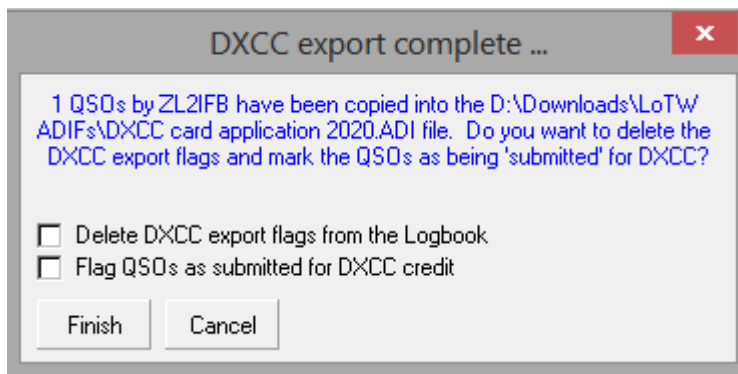 DXCC export complete ...
1 QSOs by ZL2IFB have been copied into the D:\Downloads\LoTW
ADIFs\DXCC card application 2020.ADI file.  Do you want to delete the
DXCC export flags and mark the QSOs as being 'submitted' for DXCC?
Delete DXCC export flags from the Logbook
Flag QSOs as submitted for DXCC credit
Finish Cancel